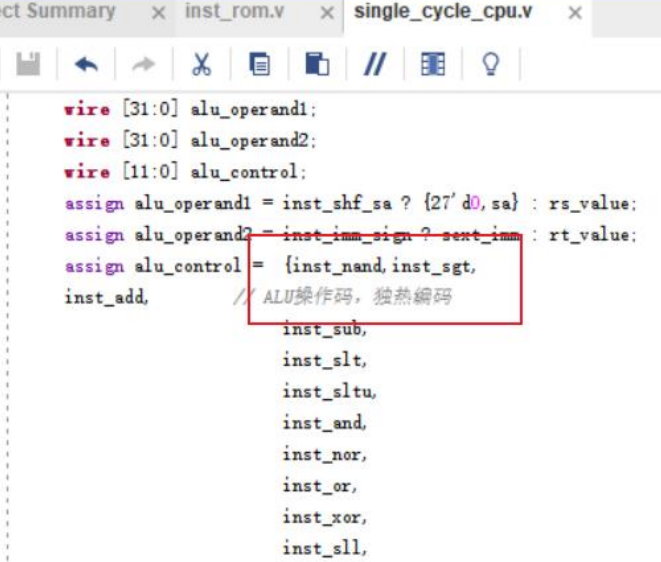 ect Summary × inst_rom.v × single_cycle_cpu.v ×
wire [31:0] alu_operand1;
wire [31:0] alu_operand2;
wire [11:0] alu_control;
assign alu_operand1 = inst_shf_sa ? {27'd0,sa} : rs_value;
assign alu_operand2 = inst_imm_sign ? sext_imm : rt_value;
assign alu_control = {inst_nand,inst_sgt,
inst_add, // ALU操作码，独热编码
inst_sub,
inst_slt,
inst_sltu,
inst_and,
inst_nor,
inst_or,
inst_xor,
inst_sll,